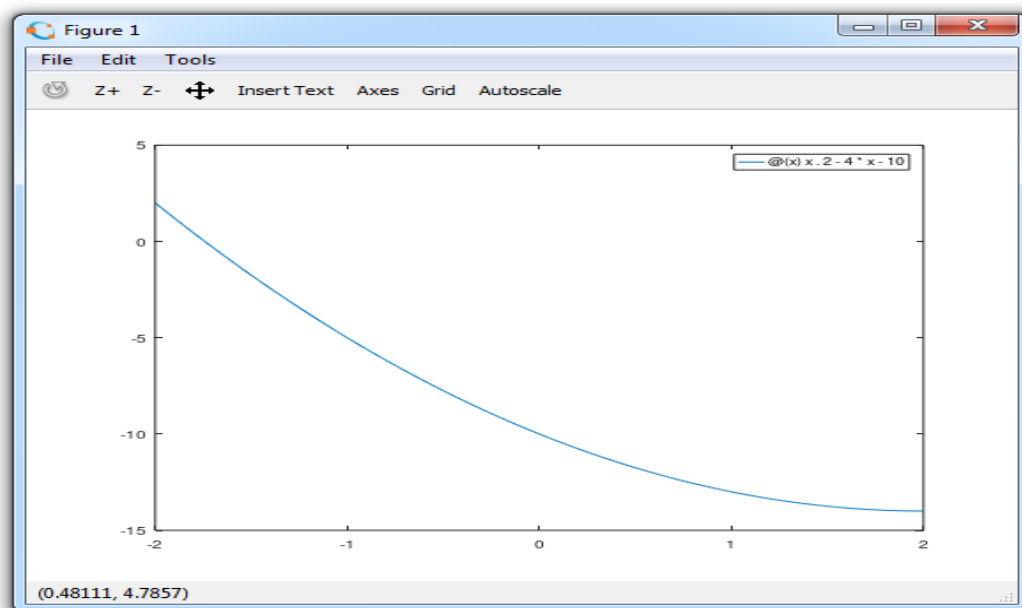 Figure 1
File Edit Tools
Z+ Z- Insert Text Axes Grid Autoscale
@(x) x . 2 - 4 * x - 10
5
0
-5
-10
-15
-2 -1 0 1 2
(0.48111, 4.7857)